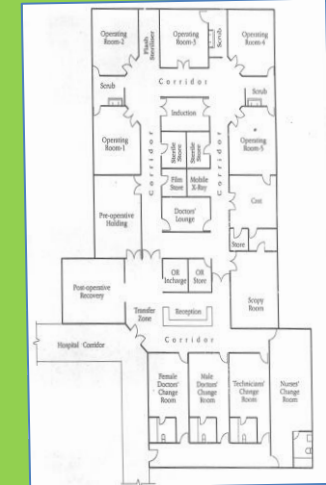 Operating
Room-2
Flash
Sterilizer
Operating
Room-3
Scrub
Operating
Room-4
Corridor
Scrub
Scrub
Induction
Operating
Room-1
Corridor
Sterile
Store
Sterile
Store
Corridor
Operating
Room-5
Film
Store
Mobile
X-Ray
Pre-operative
Holding
Doctors'
Lounge
Store
Post-operative
Recovery
OR
Incharge
OR
Store
Scopy
Room
Transfer
Zone
Reception
Hospital Corridor
Corridor
Female
Doctors'
Change
Room
Male
Doctors'
Change
Room
Technicians'
Change
Room
Nurses'
Change
Room